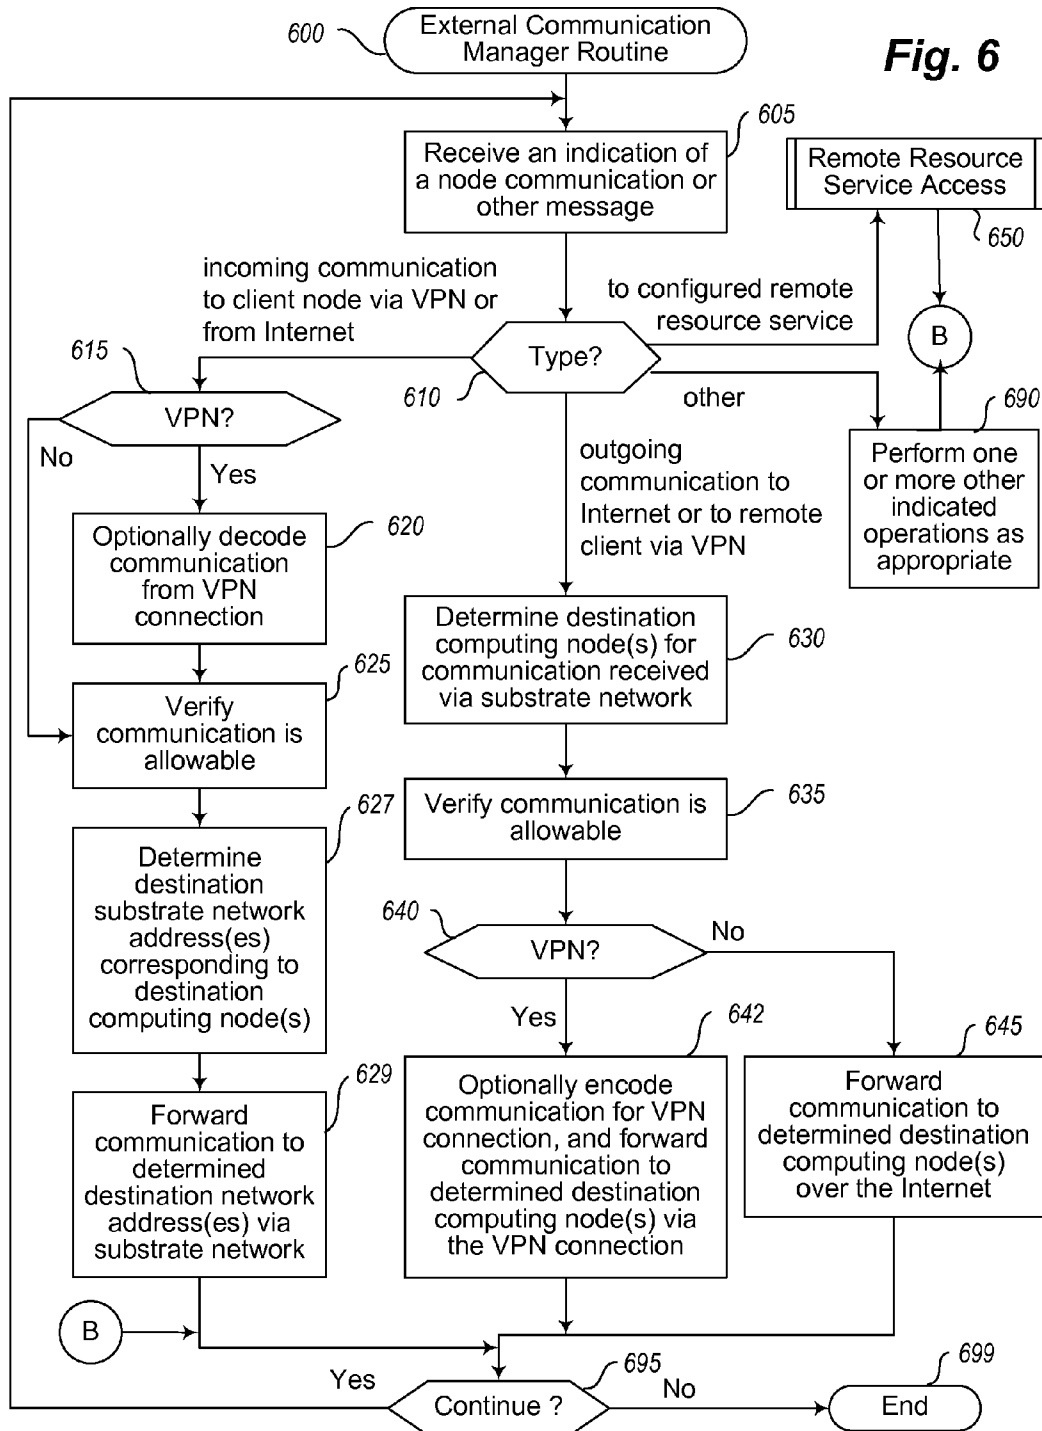 600
External Communication
Manager Routine
Fig. 6
605
Receive an indication of
a node communication or
other message
Remote Resource
Service Access
650
incoming communication
to client node via VPN or
from Internet
to configured remote
resource service
B
615
Type?
610
other
VPN?
No
Yes
690
Perform one
or more other
indicated
operations as
appropriate
outgoing
communication to
Internet or to remote
client via VPN
620
Optionally decode
communication
from VPN
connection
630
Determine destination
computing node(s) for
communication received
via substrate network
625
Verify
communication is
allowable
635
Verify communication is
allowable
627
Determine
destination
substrate network
address(es)
corresponding to
destination
computing node(s)
640
VPN?
No
Yes
642
Optionally encode
communication for VPN
connection, and forward
communication to
determined destination
computing node(s) via
the VPN connection
645
Forward
communication to
determined destination
computing node(s)
over the Internet
629
Forward
communication to
determined
destination network
address(es) via
substrate network
B
Yes
695
Continue ?
No
699
End